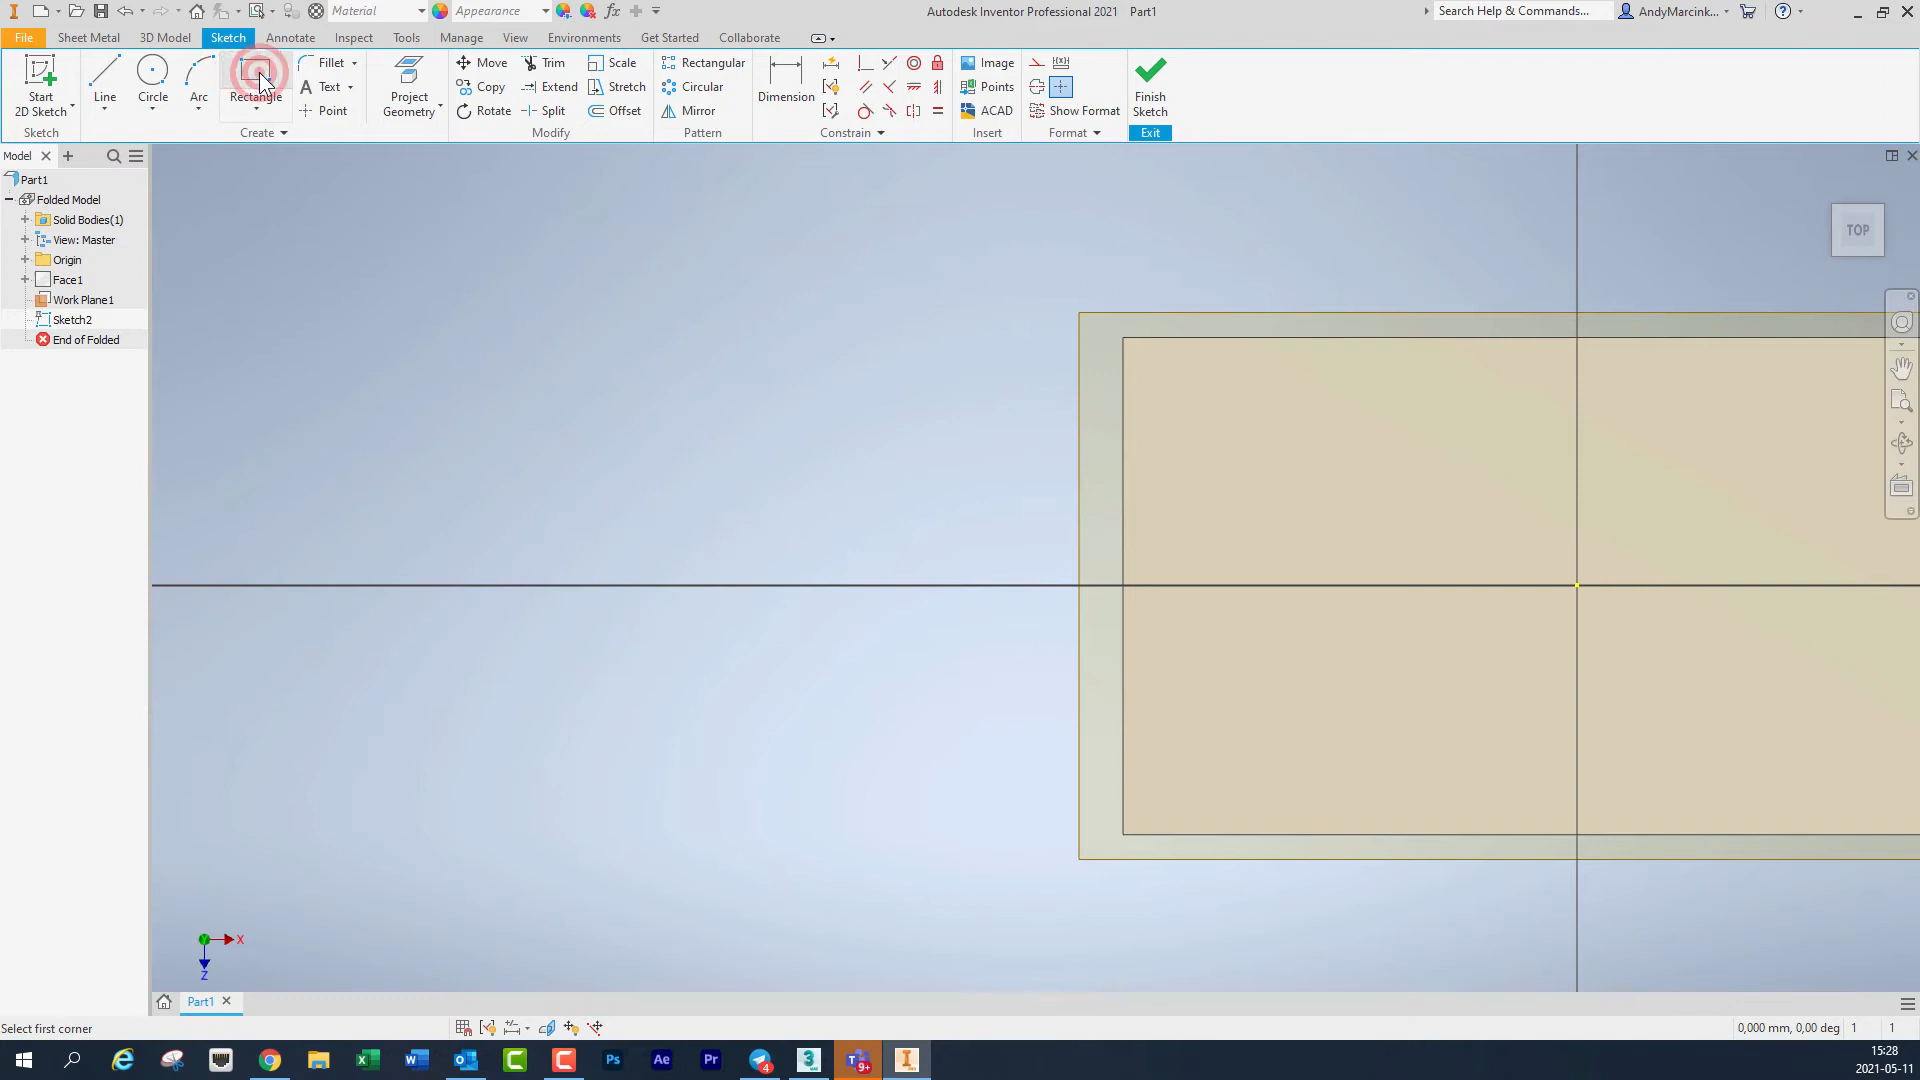 Material
Appearance
Autodesk Inventor Professional 2021 Part1
Search Help & Commands...
AndyMarcink...
File Sheet Metal 3D Model Sketch Annotate Inspect Tools Manage View Environments Get Started Collaborate
Start
2D Sketch
Line
Circle
Arc
Rectangle
Fillet
Text
Point
Project
Geometry
Move
Copy
Rotate
Trim
Extend
Split
Scale
Stretch
Offset
Rectangular
Circular
Mirror
Dimension
Image
Points
ACAD
Show Format
Finish
Sketch
Sketch Create Modify Pattern Constrain Insert Format Exit
Model
Part1
Folded Model
Solid Bodies(1)
View: Master
Origin
Face1
Work Plane1
Sketch2
End of Folded
TOP
X
Y
Z
Part1
Select first corner
0,000 mm, 0,00 deg 1 1
15:28
2021-05-11
Ps
Ae
Pr
4
9+